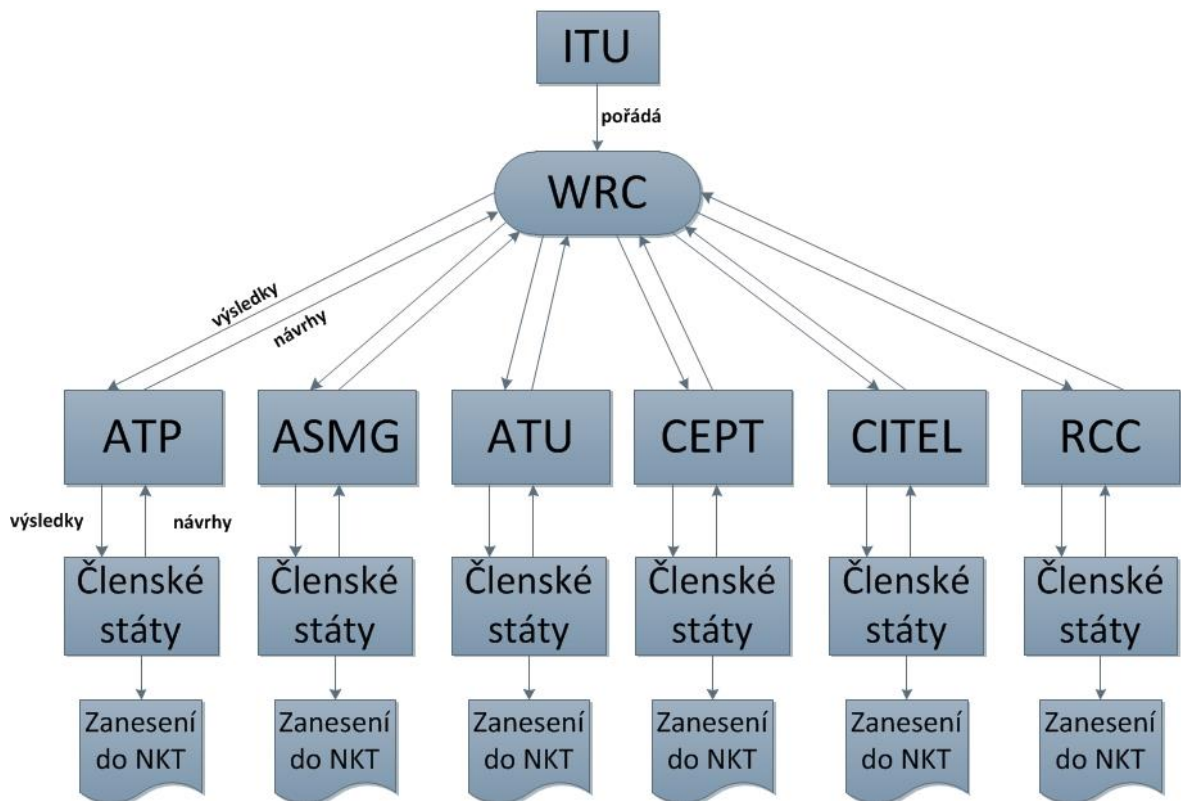 ITU
pořádá
WRC
výsledky
návrhy
ATP
ASMG
ATU
CEPT
CITEL
RCC
výsledky
návrhy
Členské
státy
Členské
státy
Členské
státy
Členské
státy
Členské
státy
Členské
státy
Zanesení
do NKT
Zanesení
do NKT
Zanesení
do NKT
Zanesení
do NKT
Zanesení
do NKT
Zanesení
do NKT